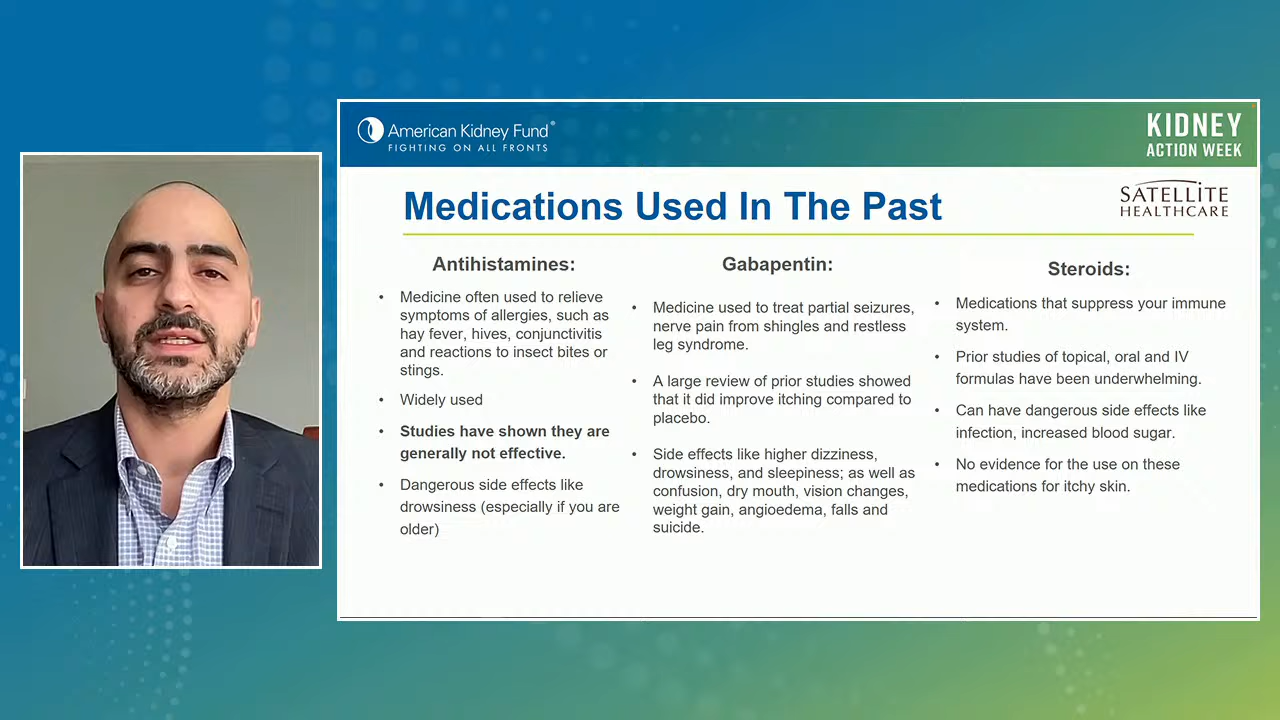 American Kidney Fund®
FIGHTING ON ALL FRONTS
KIDNEY
ACTION WEEK
Medications Used In The Past
SATELLITE
HEALTHCARE
Antihistamines:
• Medicine often used to relieve
symptoms of allergies, such as
hay fever, hives, conjunctivitis
and reactions to insect bites or
stings.
• Widely used
• Studies have shown they are
generally not effective.
• Dangerous side effects like
drowsiness (especially if you are
older)
Gabapentin:
• Medicine used to treat partial seizures,
nerve pain from shingles and restless
leg syndrome.
• A large review of prior studies showed
that it did improve itching compared to
placebo.
• Side effects like higher dizziness,
drowsiness, and sleepiness; as well as
confusion, dry mouth, vision changes,
weight gain, angioedema, falls and
suicide.
Steroids:
• Medications that suppress your immune
system.
• Prior studies of topical, oral and IV
formulas have been underwhelming.
• Can have dangerous side effects like
infection, increased blood sugar.
• No evidence for the use on these
medications for itchy skin.